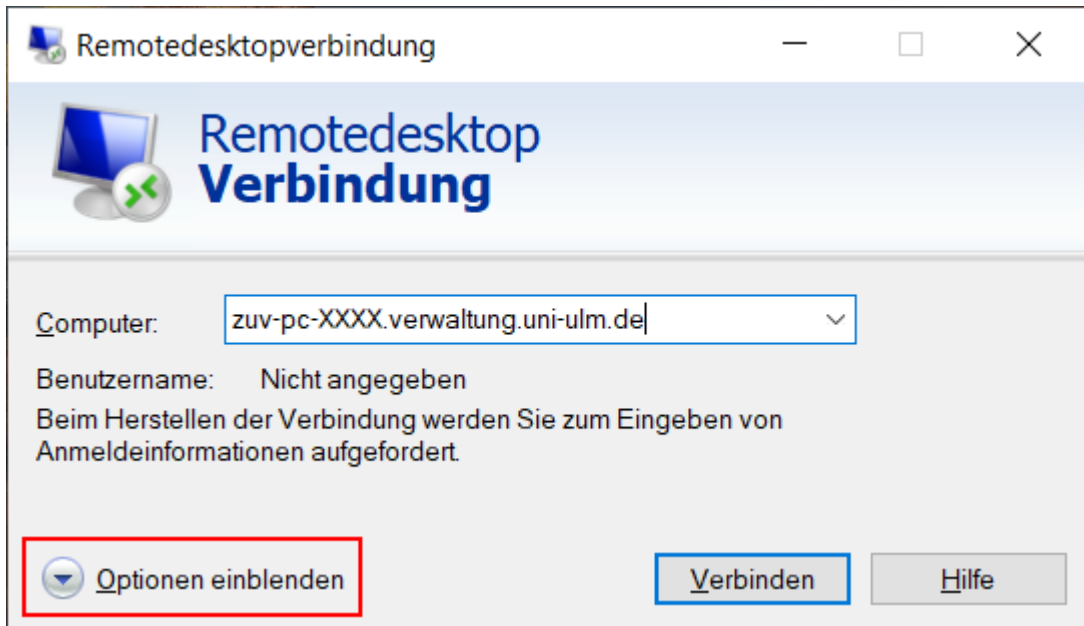 Remotedesktopverbindung
Remotedesktop
Verbindung
Computer: zuv-pc-XXXX.verwaltung.uni-ulm.de
Benutzername: Nicht angegeben
Beim Herstellen der Verbindung werden Sie zum Eingeben von
Anmeldeinformationen aufgefordert.
Optionen einblenden Verbinden Hilfe